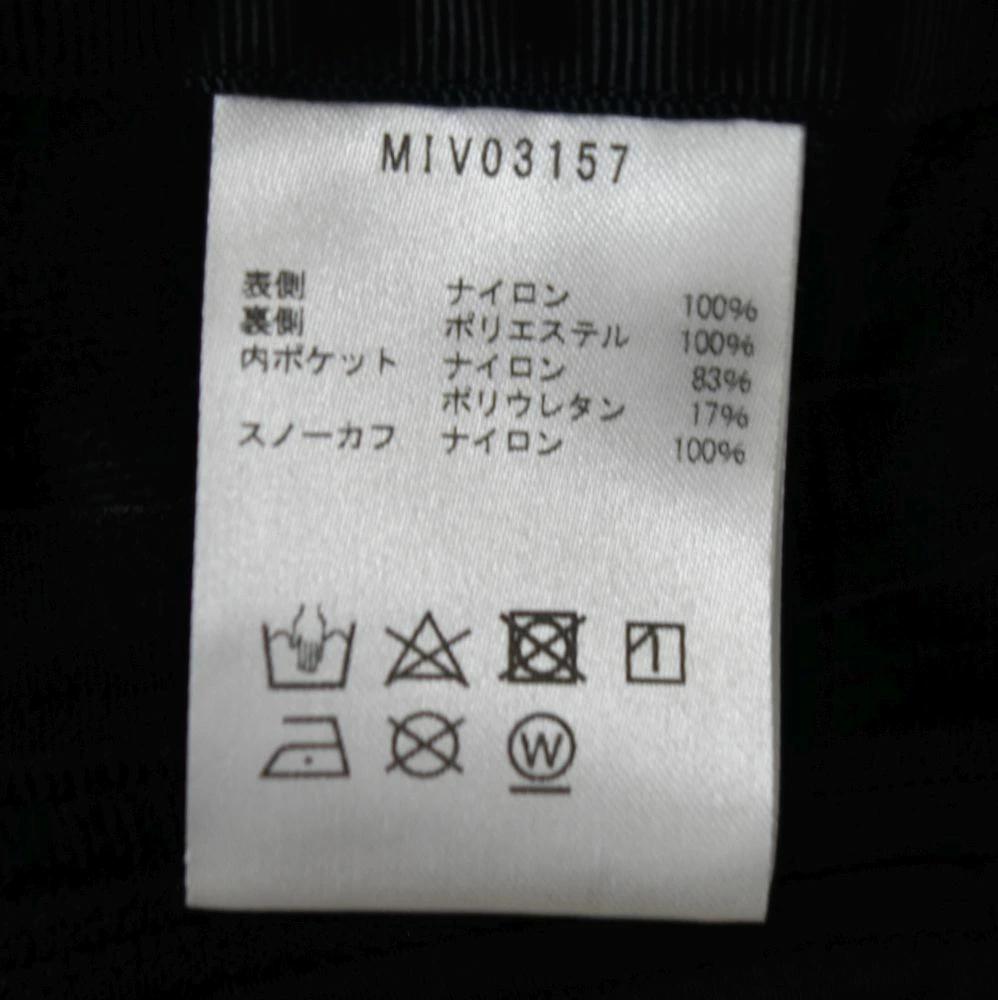 MIV03157
表側 ナイロン 100%
裏側 ポリエステル 100%
内ポケット ナイロン 83%
ポリウレタン 17%
スノーカフ ナイロン 100%
W